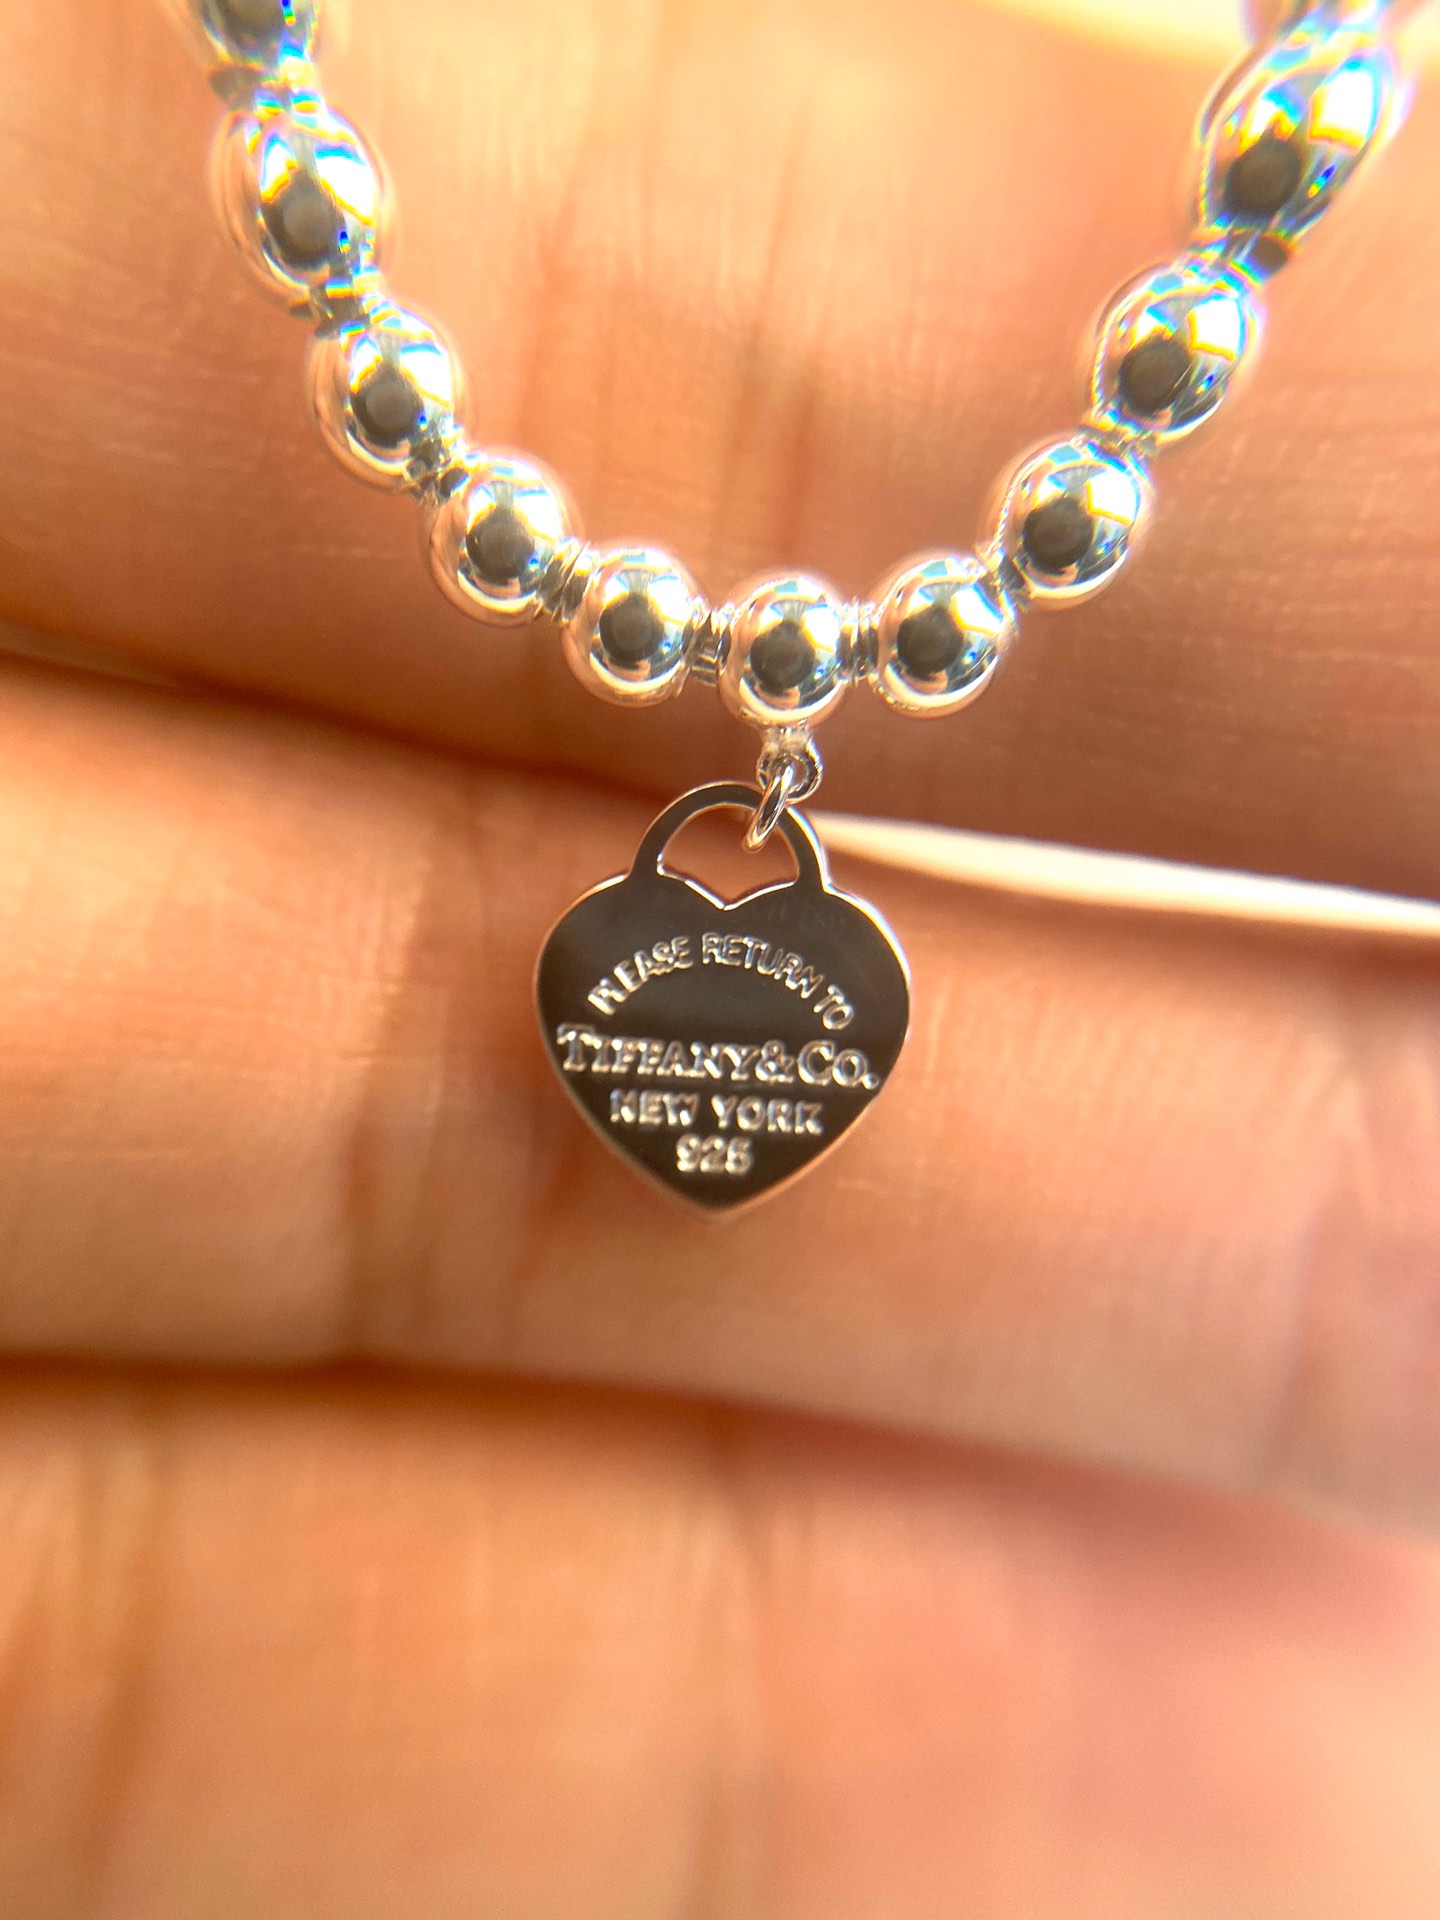 PLEASE RETURN TO
TIFFANY & CO.
NEW YORK
925